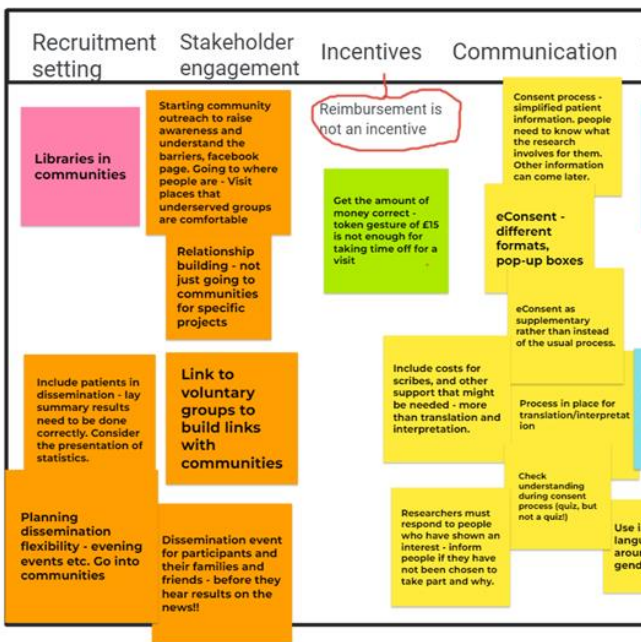 Recruitment
setting
Stakeholder
engagement
Incentives
Communication
Reimbursement is
not an incentive
Libraries in
communities
Starting community
outreach to raise
awareness and
understand the
barriers, facebook
page. Going to where
people are - Visit
places that
underserved groups
are comfortable
Relationship
building - not
just going to
communities
for specific
projects
Include patients in
dissemination - lay
summary results
need to be done
correctly. Consider
the presentation of
statistics.
Link to
voluntary
groups to
build links
with
communities
Planning
dissemination
flexibility - evening
events etc. Go into
communities
Dissemination event
for participants and
their families and
friends - before they
hear results on the
news!!
Get the amount of
money correct -
token gesture of £15
is not enough for
taking time off for a
visit
Consent process -
simplified patient
information. people
need to know what
the research
involves for them.
Other information
can come later.
eConsent -
different
formats,
pop-up boxes
eConsent as
supplementary
rather than instead
of the usual process.
Include costs for
scribes, and other
support that might
be needed - more
than translation and
interpretation.
Process in place for
translation/interpretat
ion
Check
understanding
during consent
process (quiz, but
not a quiz!)
Researchers must
respond to people
who have shown an
interest - inform
people if they have
not been chosen to
take part and why.
Use i
langu
aroun
gend